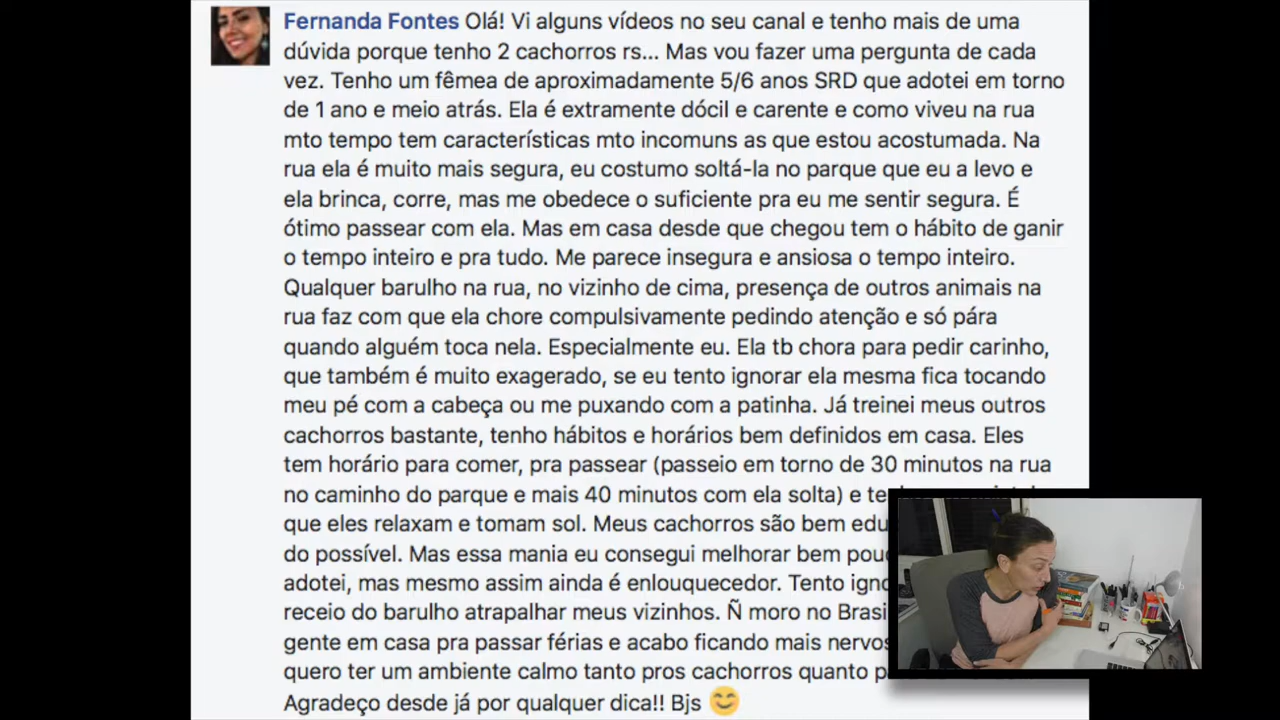 Fernanda Fontes Olá! Vi alguns vídeos no seu canal e tenho mais de uma
dúvida porque tenho 2 cachorros rs... Mas vou fazer uma pergunta de cada
vez. Tenho um fêmea de aproximadamente 5/6 anos SRD que adotei em torno
de 1 ano e meio atrás. Ela é extramente dócil e carente e como viveu na rua
mto tempo tem características mto incomuns as que estou acostumada. Na
rua ela é muito mais segura, eu costumo soltá-la no parque que eu a levo e
ela brinca, corre, mas me obedece o suficiente pra eu me sentir segura. É
ótimo passear com ela. Mas em casa desde que chegou tem o hábito de ganir
o tempo inteiro e pra tudo. Me parece insegura e ansiosa o tempo inteiro.
Qualquer barulho na rua, no vizinho de cima, presença de outros animais na
rua faz com que ela chore compulsivamente pedindo atenção e só pára
quando alguém toca nela. Especialmente eu. Ela tb chora para pedir carinho,
que também é muito exagerado, se eu tento ignorar ela mesma fica tocando
meu pé com a cabeça ou me puxando com a patinha. Já treinei meus outros
cachorros bastante, tenho hábitos e horários bem definidos em casa. Eles
tem horário para comer, pra passear (passeio em torno de 30 minutos na rua
no caminho do parque e mais 40 minutos com ela solta) e
que eles relaxam e tomam sol. Meus cachorros são bem
do possível. Mas essa mania eu consegui melhorar bem
adotei, mas mesmo assim ainda é enlouquecedor. Tento
receio do barulho atrapalhar meus vizinhos. Ñ moro no Brasi
gente em casa pra passar férias e acabo ficando mais
quero ter um ambiente calmo tanto pros cachorros quanto
Agradeço desde já por qualquer dica!! Bjs 😊